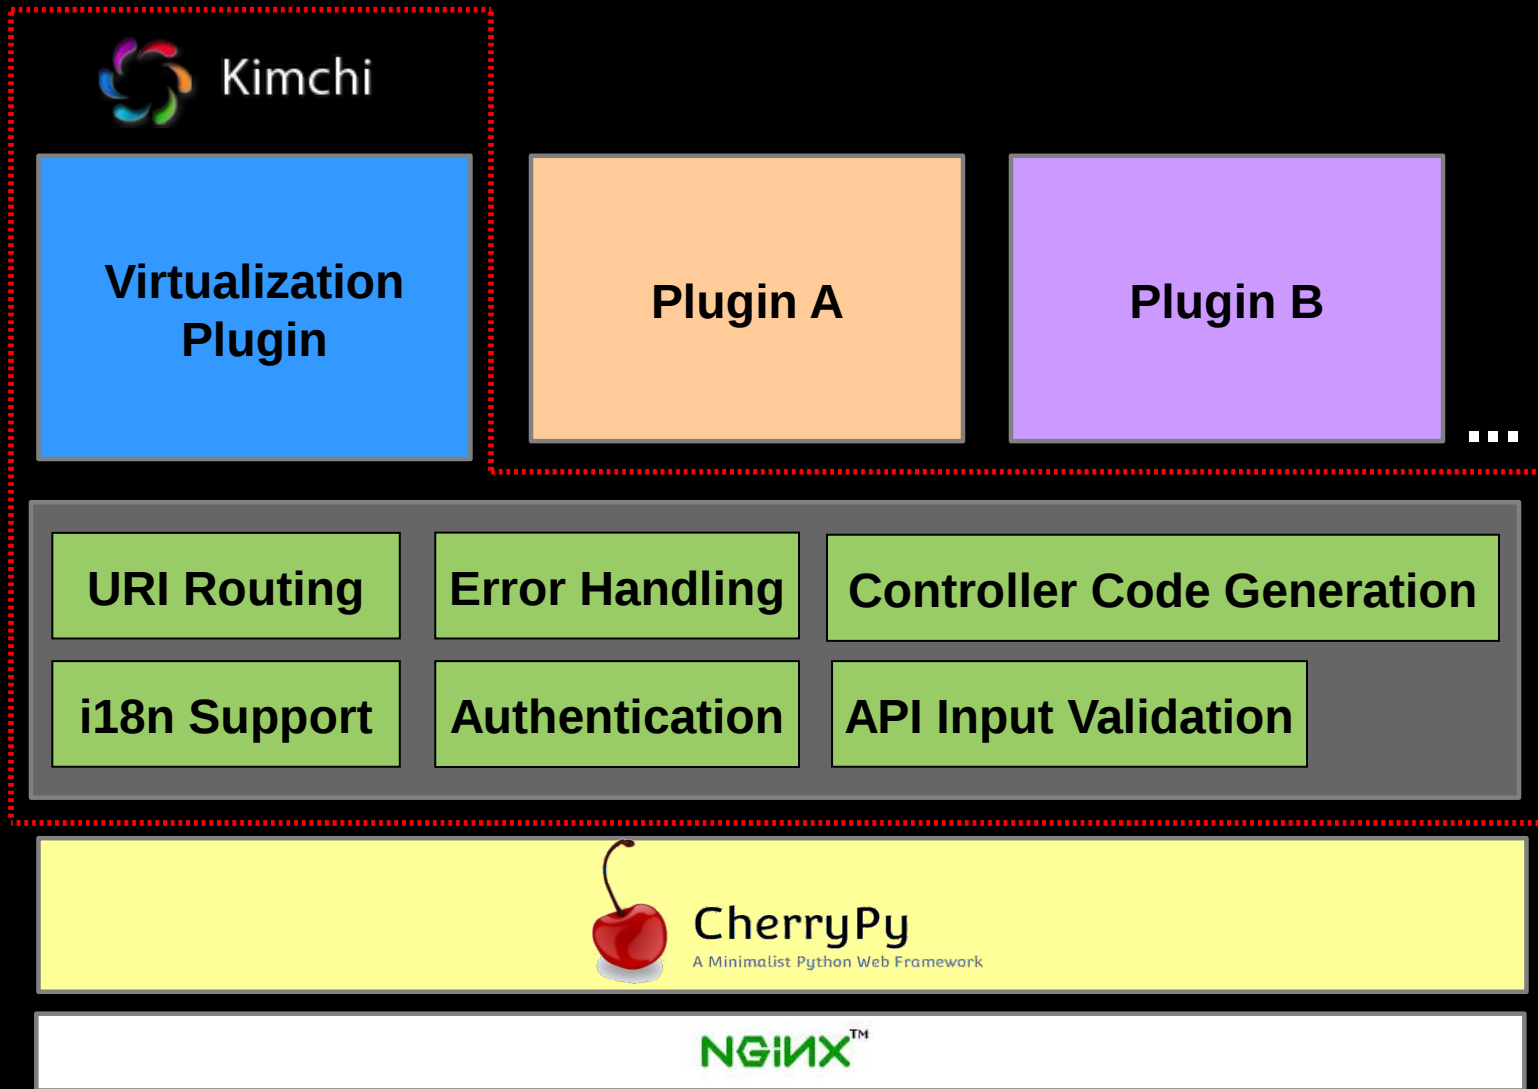 Kimchi
Virtualization
Plugin
Plugin A
Plugin B
...
URI Routing
Error Handling
Controller Code Generation
i18n Support
Authentication
API Input Validation
CherryPy
A Minimalist Python Web Framework
NGINX™